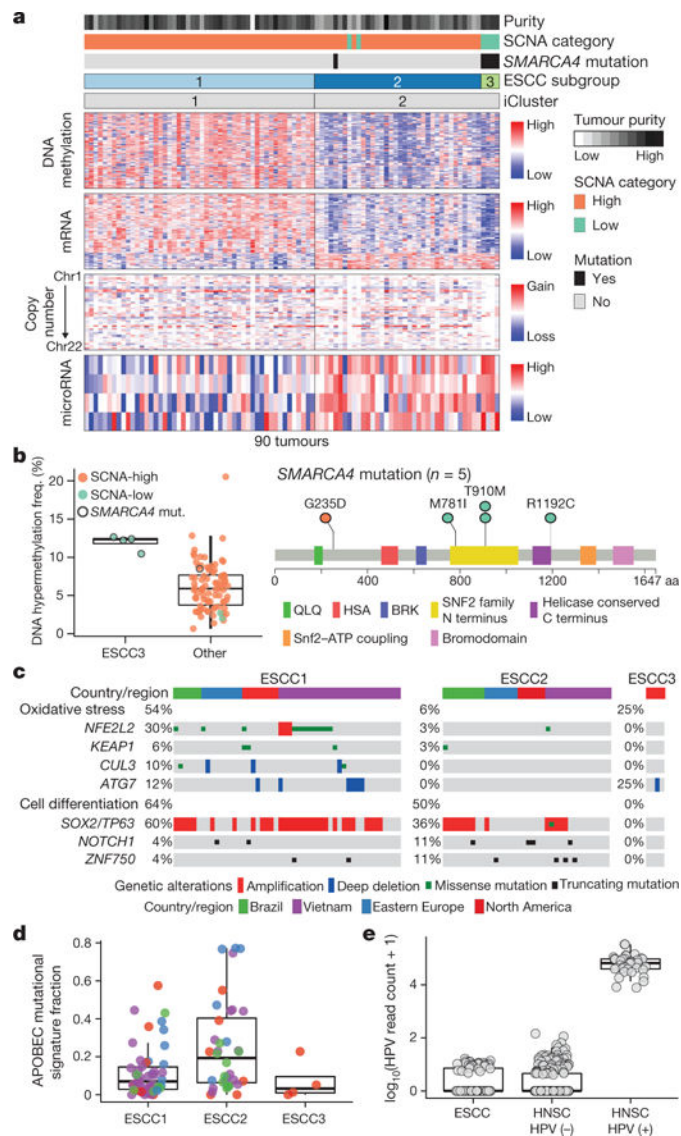 a
Purity
SCNA category
SMARCA4 mutation
1 2 3 ESCC subgroup
1 2 iCluster
DNA methylation
High
Low
mRNA
High
Low
Chr1
Copy number
Chr22
Gain
Loss
microRNA
High
Low
90 tumours
Tumour purity
Low High
SCNA category
High
Low
Mutation
Yes
No
b
DNA hypermethylation freq. (%)
20
15
10
5
0
SCNA-high
SCNA-low
SMARCA4 mut.
ESCC3 Other
SMARCA4 mutation (n = 5)
T910M
G235D M781I R1192C
0 400 800 1200 1647 aa
QLQ HSA BRK SNF2 family N terminus Helicase conserved C terminus
Snf2–ATP coupling Bromodomain
c
ESCC1 ESCC2 ESCC3
Country/region
Oxidative stress 54% 6% 25%
NFE2L2 30% 3% 0%
KEAP1 6% 3% 0%
CUL3 10% 0% 0%
ATG7 12% 0% 25%
Cell differentiation 64% 50% 0%
SOX2/TP63 60% 36% 0%
NOTCH1 4% 11% 0%
ZNF750 4% 11% 0%
Genetic alterations Amplification Deep deletion Missense mutation Truncating mutation
Country/region: Brazil Vietnam Eastern Europe North America
d
APOBEC mutational signature fraction
0.8
0.6
0.4
0.2
0
ESCC1 ESCC2 ESCC3
e
log10(HPV read count + 1)
6
4
2
0
ESCC HNSC HPV (–) HNSC HPV (+)